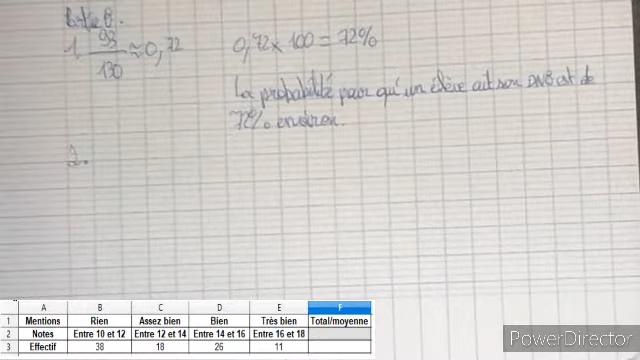 Partie B.
1. 93/130 ≈ 0,72 0,72 x 100 = 72%
La probabilité pour qu'un élève ait son DNB est de
72% environ.
2.
A B C D E F
1 Mentions Rien Assez bien Bien Très bien Total/moyenne
2 Notes Entre 10 et 12 Entre 12 et 14 Entre 14 et 16 Entre 16 et 18
3 Effectif 38 18 26 11
PowerDirector